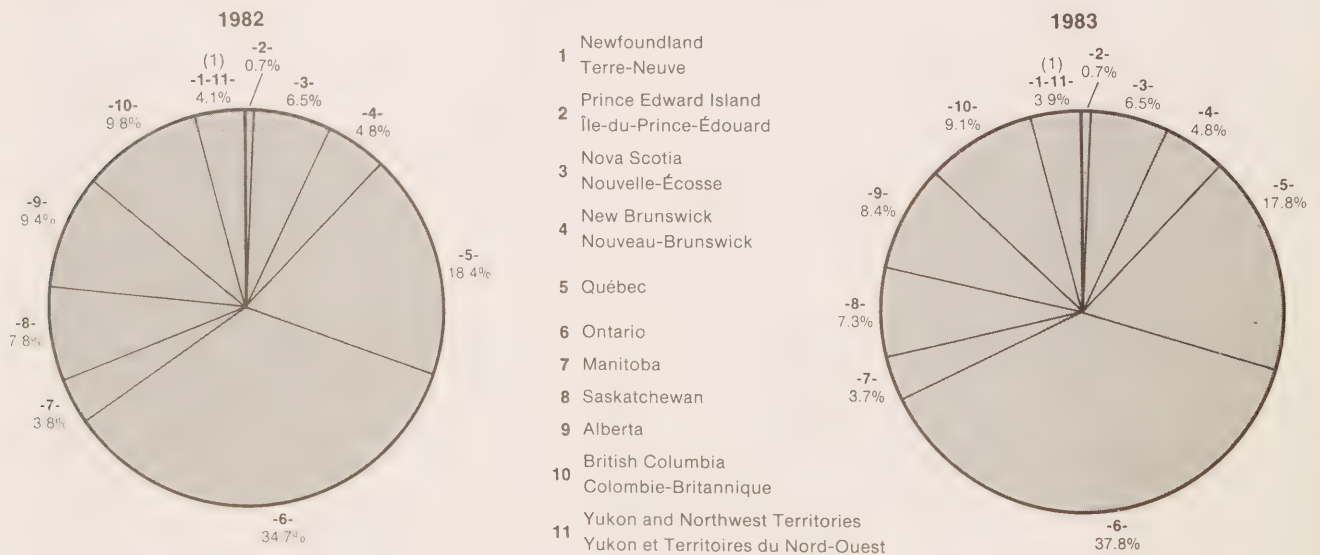 1982
(1)
-1-11-
4.1%
-2-
0.7%
-3-
6.5%
-4-
4 8%
-5-
18 4%
-6-
34 7%
-7-
3 8%
-8-
7 8%
-9-
9 4%
-10-
9 8%
1 Newfoundland
Terre-Neuve
2 Prince Edward Island
Île-du-Prince-Édouard
3 Nova Scotia
Nouvelle-Écosse
4 New Brunswick
Nouveau-Brunswick
5 Québec
6 Ontario
7 Manitoba
8 Saskatchewan
9 Alberta
10 British Columbia
Colombie-Britannique
11 Yukon and Northwest Territories
Yukon et Territoires du Nord-Ouest
1983
(1)
-1-11-
3.9%
-2-
0.7%
-3-
6.5%
-4-
4.8%
-5-
17.8%
-6-
37.8%
-7-
3.7%
-8-
7.3%
-9-
8.4%
-10-
9.1%